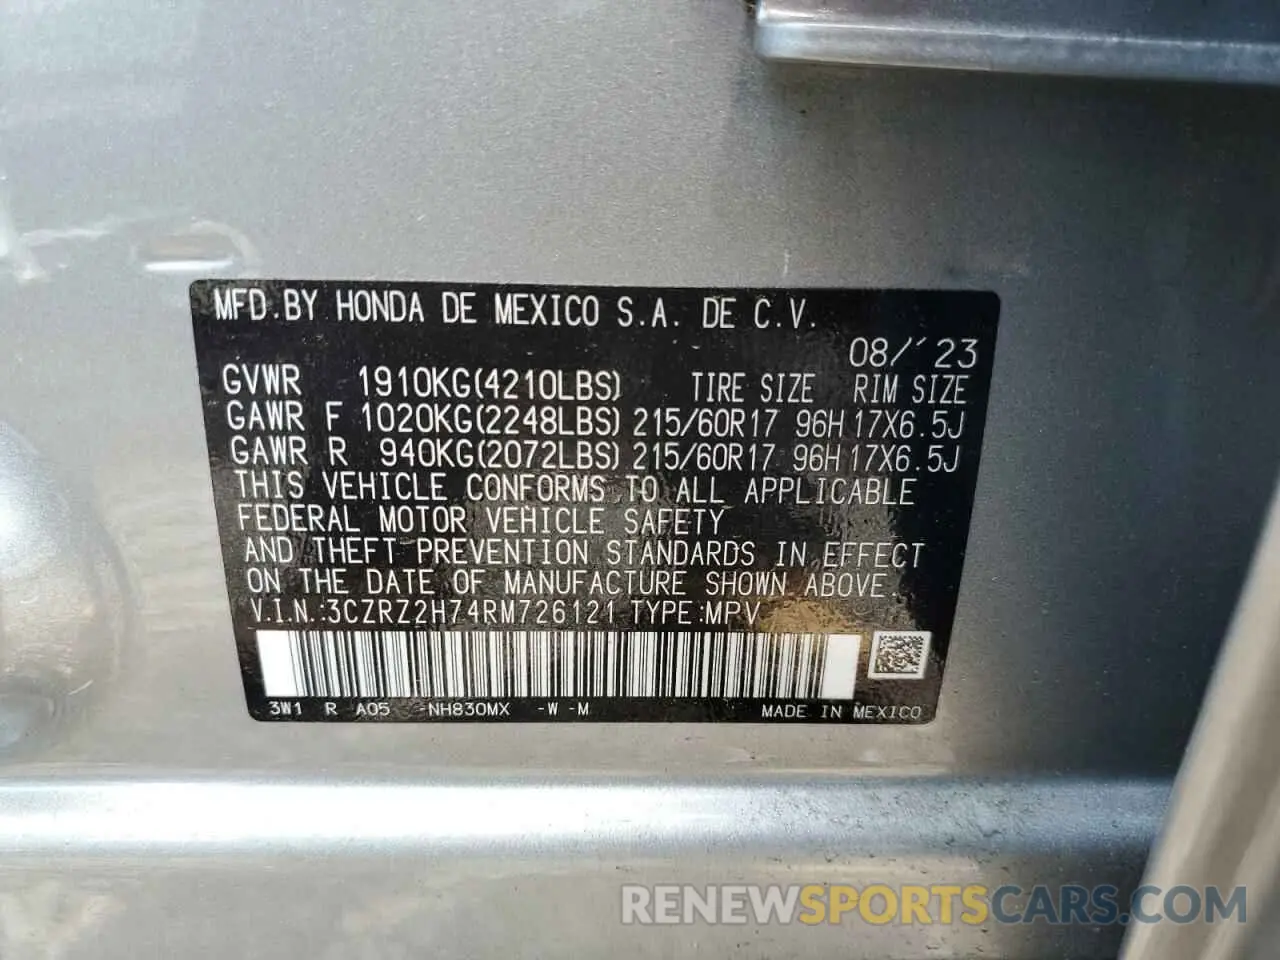 MFD.BY HONDA DE MEXICO S.A. DE C.V.
08/'23
GVWR 1910KG(4210LBS) TIRE SIZE RIM SIZE
GAWR F 1020KG(2248LBS) 215/60R17 96H 17X6.5J
GAWR R 940KG(2072LBS) 215/60R17 96H 17X6.5J
THIS VEHICLE CONFORMS TO ALL APPLICABLE
FEDERAL MOTOR VEHICLE SAFETY
AND THEFT PREVENTION STANDARDS IN EFFECT
ON THE DATE OF MANUFACTURE SHOWN ABOVE.
V.I.N.:3CZRZ2H74RM726121 TYPE:MPV
3W1 R A05 -NH830MX -W -M MADE IN MEXICO
RENEWSPORTSCARS.COM